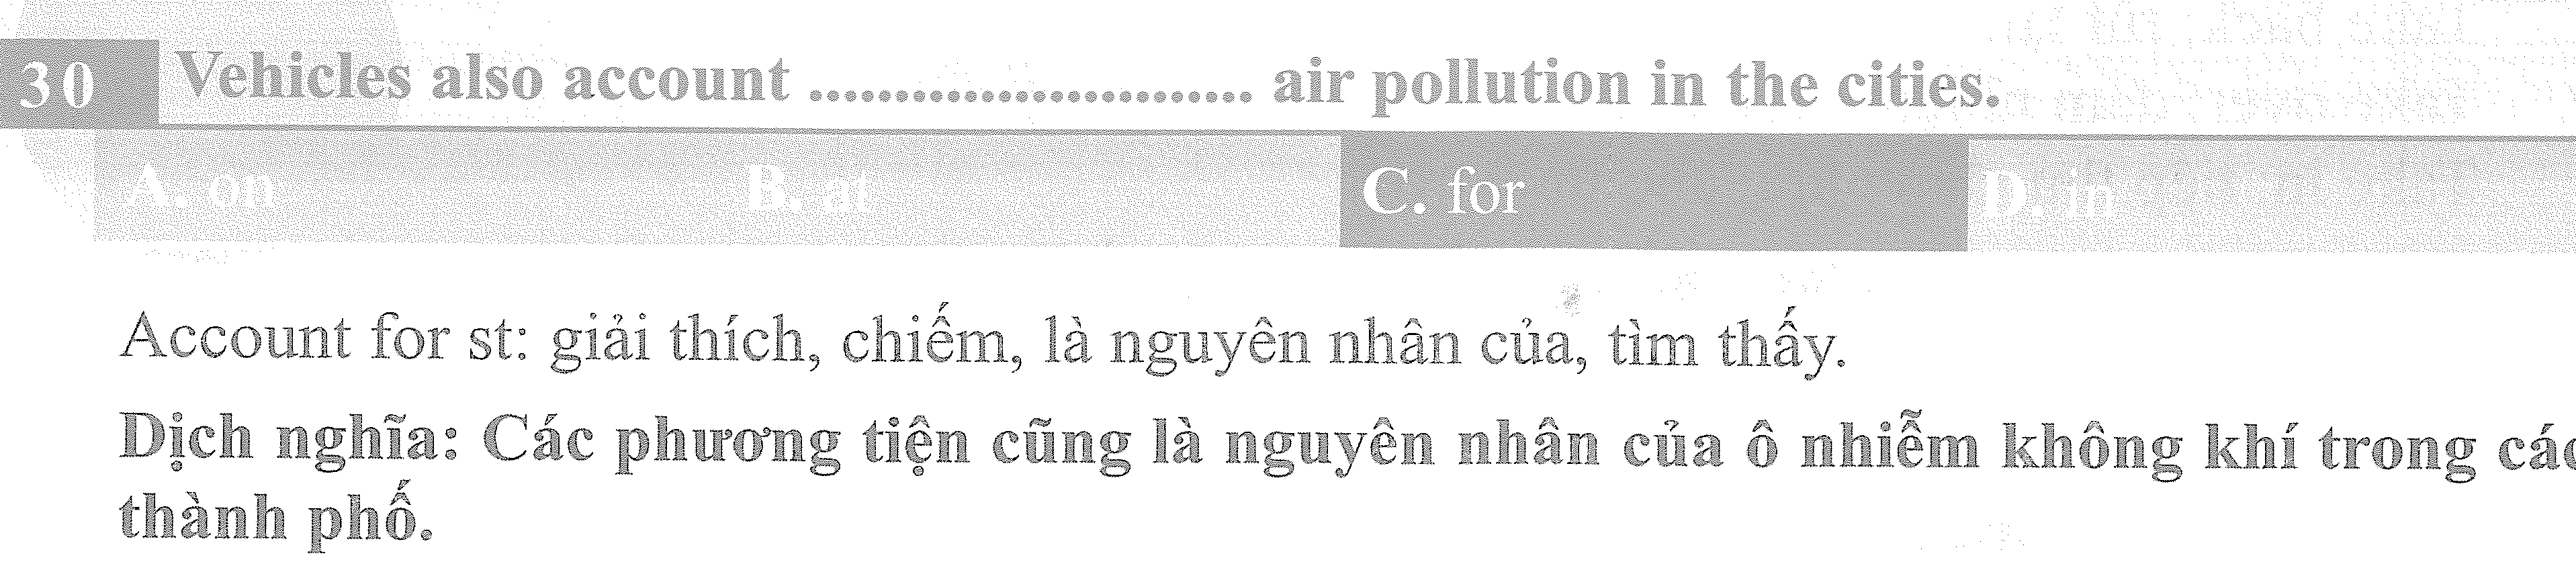 30 Vehicles also account ......................... air pollution in the cities.
A. on B. at C. for D. in
Account for st: giải thích, chiếm, là nguyên nhân của, tìm thấy.
Dịch nghĩa: Các phương tiện cũng là nguyên nhân của ô nhiễm không khí trong các
thành phố.